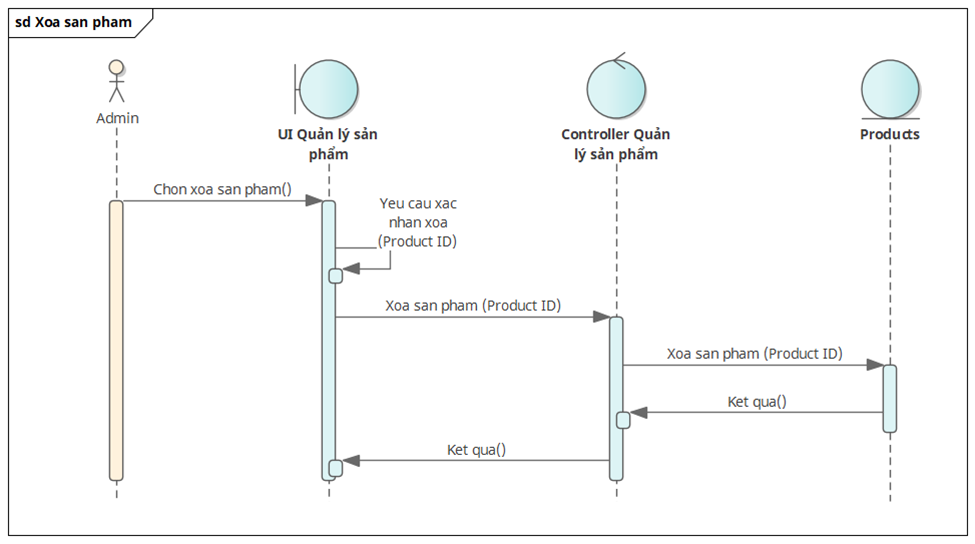 sd Xoa san pham
Admin
UI Quản lý sản
phẩm
Controller Quản
lý sản phẩm
Products
Chon xoa san pham()
Yeu cau xac
nhan xoa
(Product ID)
Xoa san pham (Product ID)
Xoa san pham (Product ID)
Ket qua()
Ket qua()